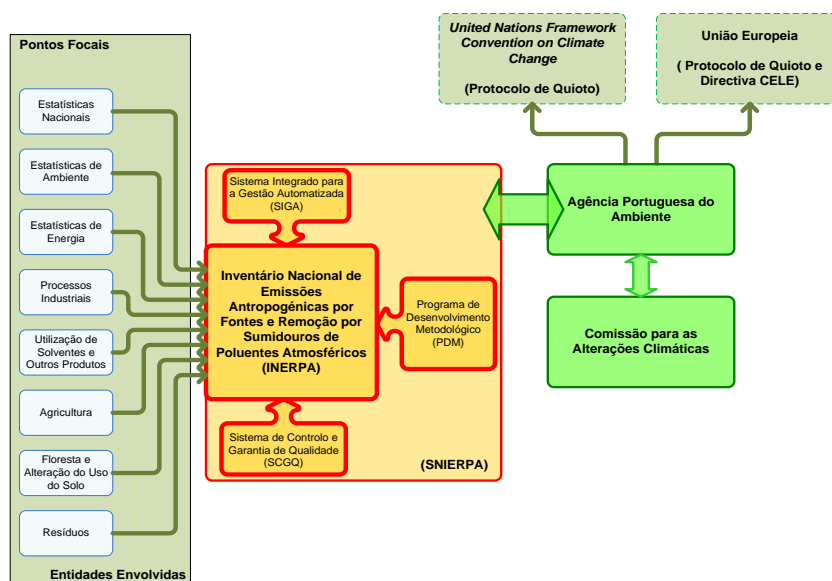 Pontos Focais
Estatísticas
Nacionais
Estatísticas de
Ambiente
Estatísticas de
Energia
Processos
Industriais
Utilização de
Solventes e
Outros Produtos
Agricultura
Floresta e
Alteração do Uso
do Solo
Resíduos
Entidades Envolvidas
Sistema Integrado para
a Gestão Automatizada
(SIGA)
Inventário Nacional de
Emissões
Antropogénicas por
Fontes e Remoção por
Sumidouros de
Poluentes Atmosféricos
(INERPA)
Programa de
Desenvolvimento
Metodológico
(PDM)
Sistema de Controlo e
Garantia de Qualidade
(SCGQ)
(SNIERPA)
United Nations Framework
Convention on Climate
Change
(Protocolo de Quioto)
União Europeia
( Protocolo de Quioto e
Directiva CELE)
Agência Portuguesa do
Ambiente
Comissão para as
Alterações Climáticas